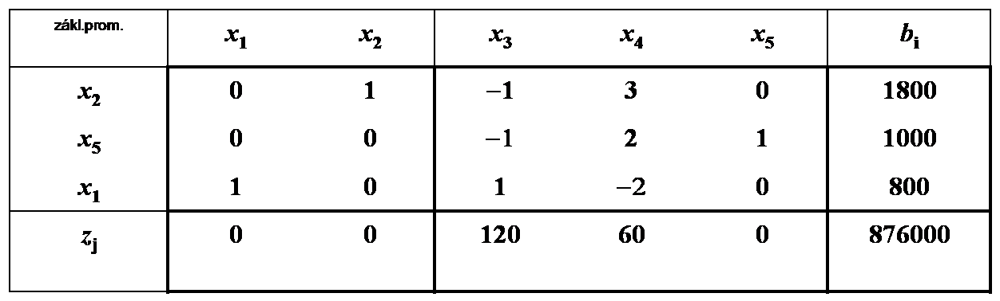 zákl.prom. x₁ x₂ x₃ x₄ x₅ bᵢ
x₂ 0 1 −1 3 0 1800
x₅ 0 0 −1 2 1 1000
x₁ 1 0 1 −2 0 800
zⱼ 0 0 120 60 0 876000